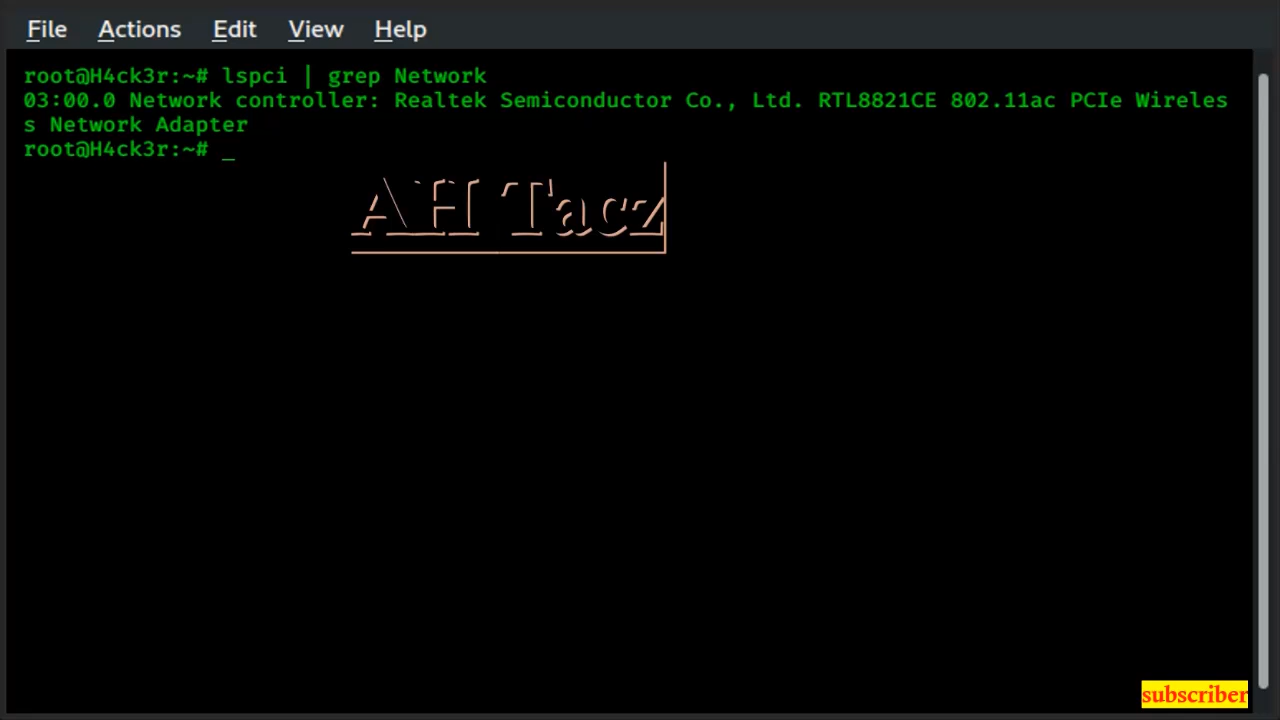 File Actions Edit View Help
root@H4ck3r:~# lspci | grep Network
03:00.0 Network controller: Realtek Semiconductor Co., Ltd. RTL8821CE 802.11ac PCIe Wireles
s Network Adapter
root@H4ck3r:~# _
AH Tacz
subscriber